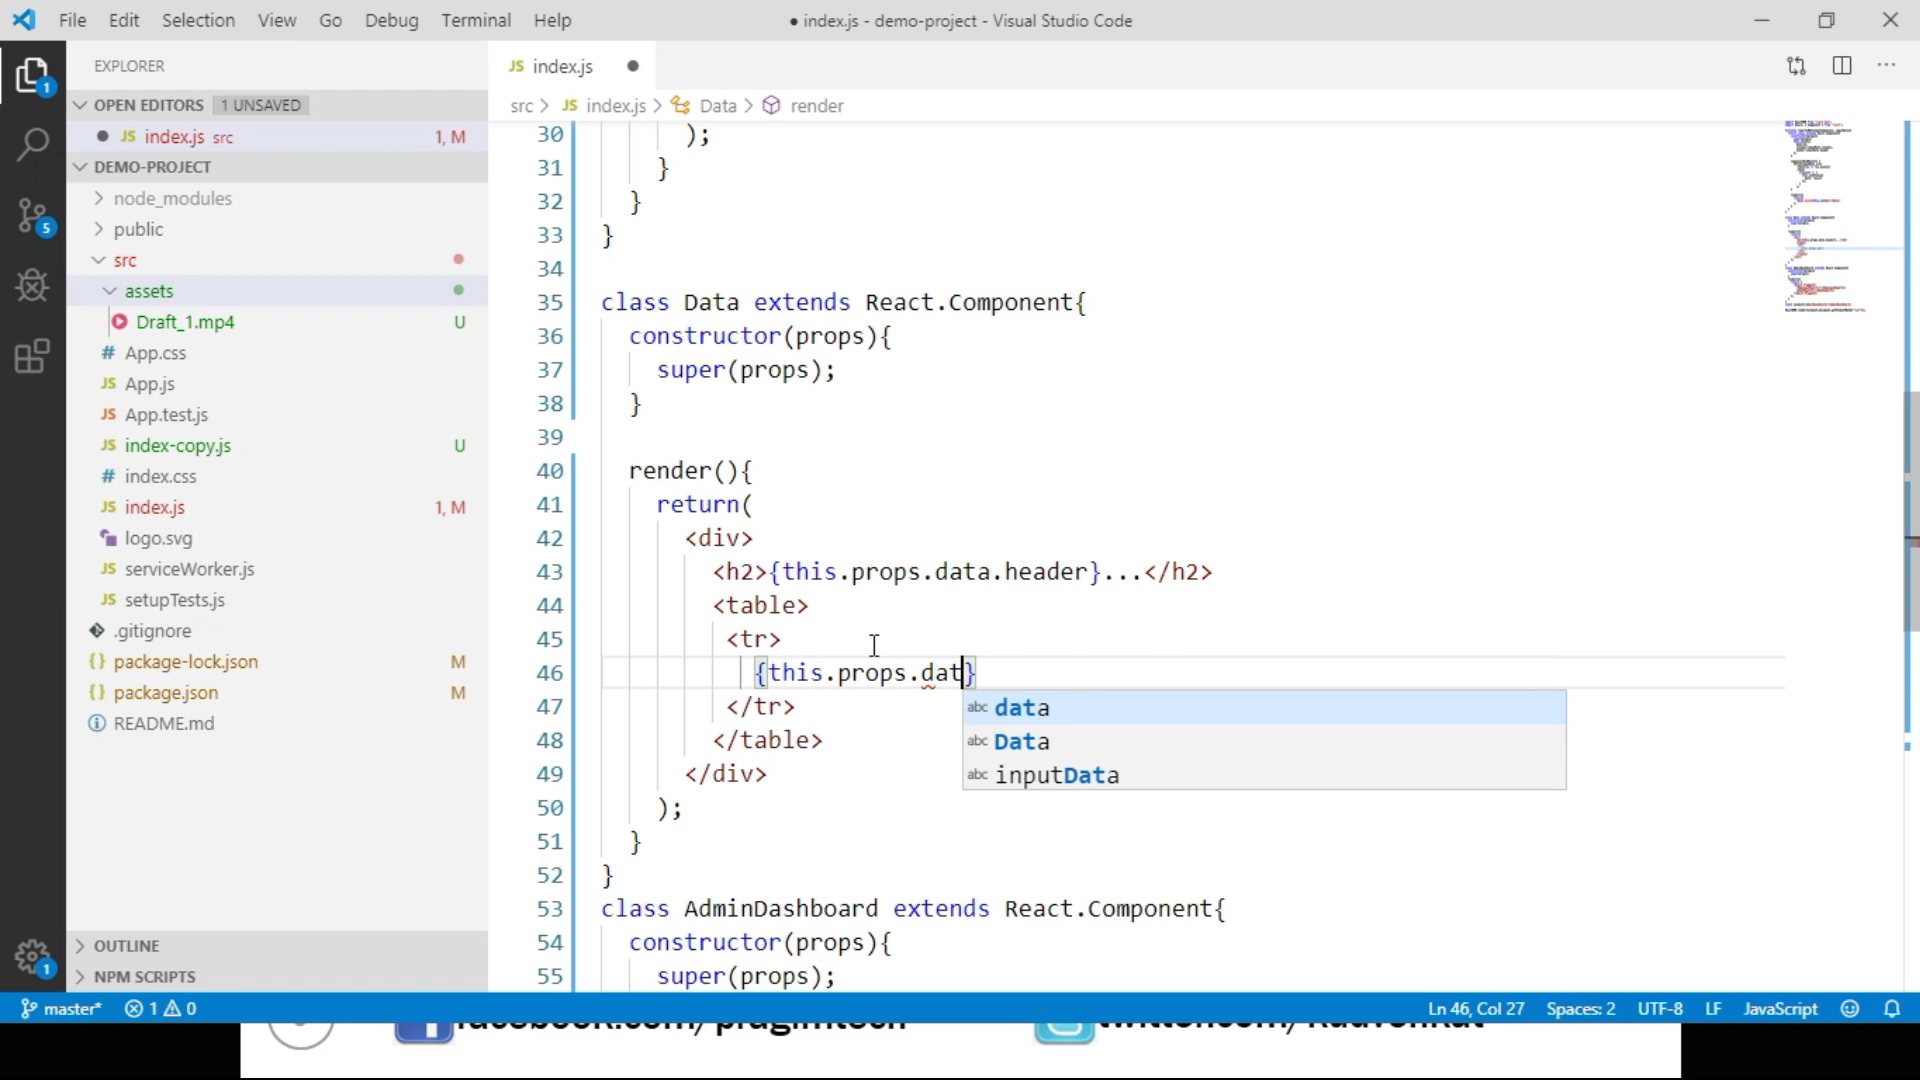 File Edit Selection View Go Debug Terminal Help
● index.js - demo-project - Visual Studio Code
EXPLORER
OPEN EDITORS 1 UNSAVED
JS index.js src 1, M
DEMO-PROJECT
node_modules
public
src
assets
Draft_1.mp4 U
# App.css
JS App.js
JS App.test.js
JS index-copy.js U
# index.css
JS index.js 1, M
logo.svg
JS serviceWorker.js
JS setupTests.js
.gitignore
{} package-lock.json M
{} package.json M
README.md
OUTLINE
NPM SCRIPTS
1
5
1
JS index.js
src > JS index.js > Data > render
30 );
31 }
32 }
33 }
34
35 class Data extends React.Component{
36 constructor(props){
37 super(props);
38 }
39
40 render(){
41 return(
42 <div>
43 <h2>{this.props.data.header}...</h2>
44 <table>
45 <tr>
46 {this.props.dat}
47 </tr>
48 </table>
49 </div>
50 );
51 }
52 }
53 class AdminDashboard extends React.Component{
54 constructor(props){
55 super(props);
abc data
abc Data
abc inputData
master* 1 0
Ln 46, Col 27 Spaces: 2 UTF-8 LF JavaScript
facebook.com/pragimtech